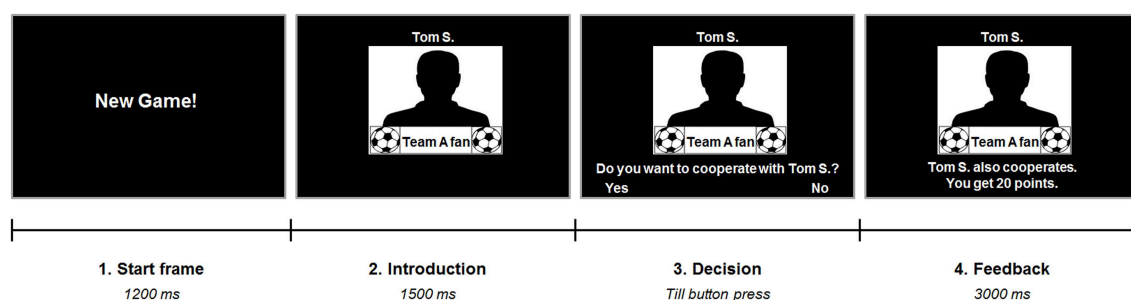 New Game!
Tom S.
Team A fan
Tom S.
Team A fan
Do you want to cooperate with Tom S.?
Yes No
Tom S.
Team A fan
Tom S. also cooperates.
You get 20 points.
1. Start frame
1200 ms
2. Introduction
1500 ms
3. Decision
Till button press
4. Feedback
3000 ms